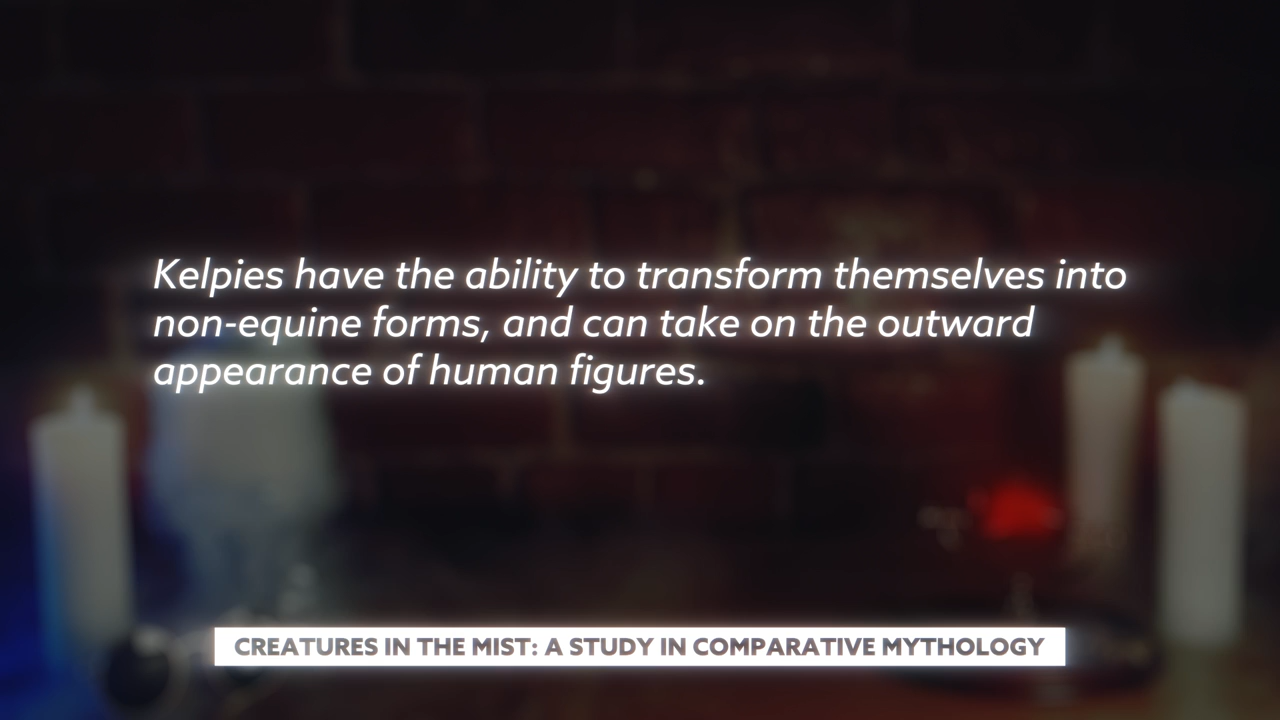 Kelpies have the ability to transform themselves into
non-equine forms, and can take on the outward
appearance of human figures.
CREATURES IN THE MIST: A STUDY IN COMPARATIVE MYTHOLOGY